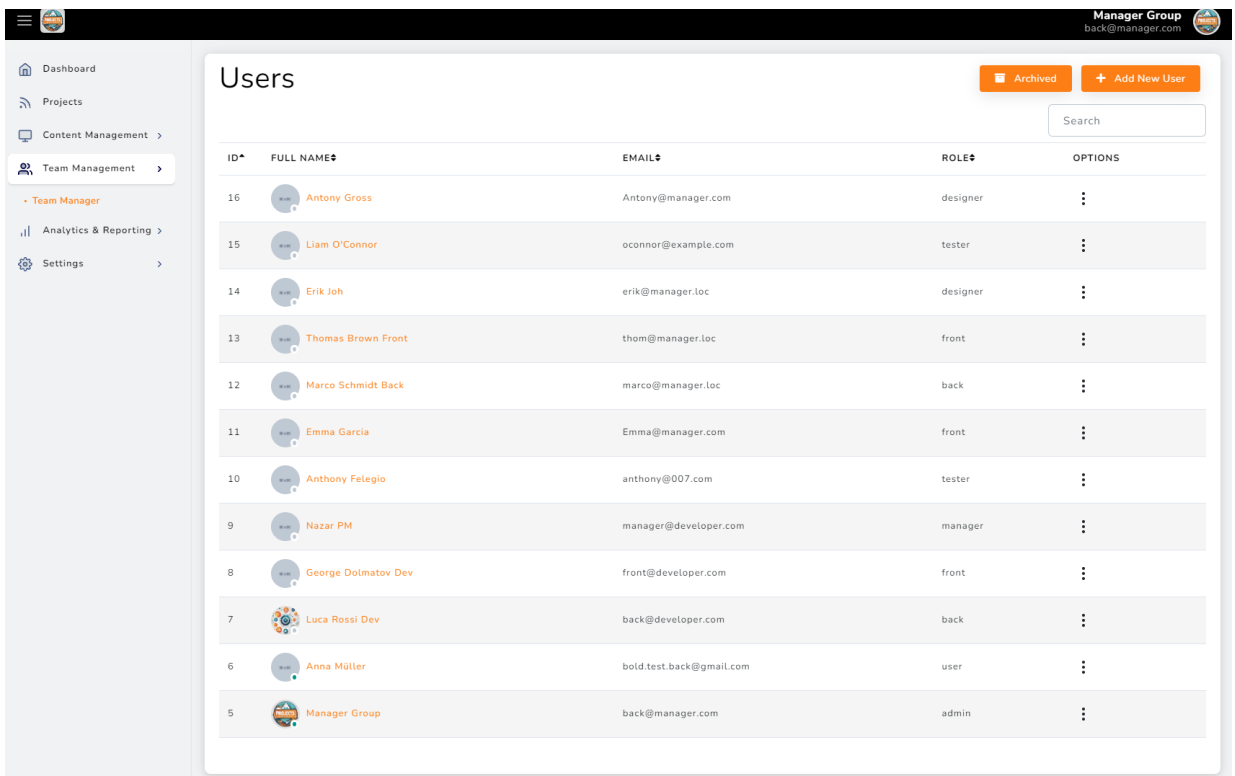 PROJECTS
Manager Group
back@manager.com
PROJECTS
Dashboard
Projects
Content Management
Team Management
Team Manager
Analytics & Reporting
Settings
Users
Archived
+ Add New User
Search
ID FULL NAME EMAIL ROLE OPTIONS
16 Antony Gross Antony@manager.com designer
15 Liam O'Connor oconnor@example.com tester
14 Erik Joh erik@manager.loc designer
13 Thomas Brown Front thom@manager.loc front
12 Marco Schmidt Back marco@manager.loc back
11 Emma Garcia Emma@manager.com front
10 Anthony Felegio anthony@007.com tester
9 Nazar PM manager@developer.com manager
8 George Dolmatov Dev front@developer.com front
7 Luca Rossi Dev back@developer.com back
6 Anna Müller bold.test.back@gmail.com user
5 PROJECTS Manager Group back@manager.com admin